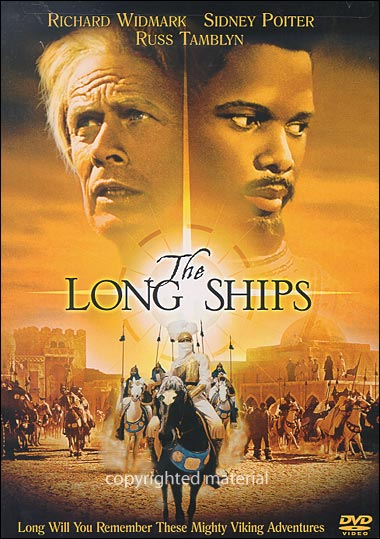 RICHARD WIDMARK SIDNEY POITER
RUSS TAMBLYN
The
LONG SHIPS
copyrighted material
Long Will You Remember These Mighty Viking Adventures
DVD
VIDEO